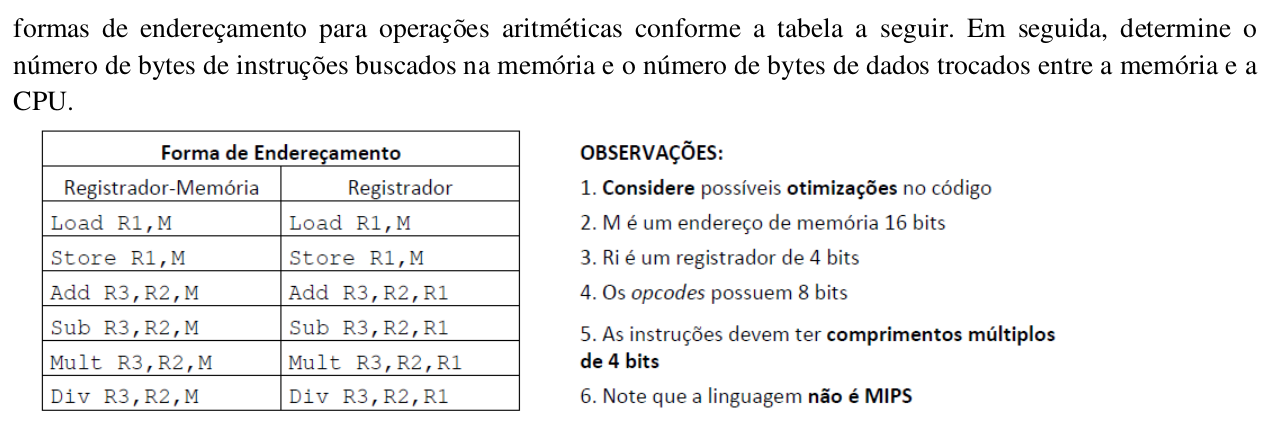 formas de endereçamento para operações aritméticas conforme a tabela a seguir. Em seguida, determine o
número de bytes de instruções buscados na memória e o número de bytes de dados trocados entre a memória e a
CPU.
Forma de Endereçamento
Registrador-Memória Registrador
Load R1,M Load R1,M
Store R1,M Store R1,M
Add R3,R2,M Add R3,R2,R1
Sub R3,R2,M Sub R3,R2,R1
Mult R3,R2,M Mult R3,R2,R1
Div R3,R2,M Div R3,R2,R1
OBSERVAÇÕES:
1. Considere possíveis otimizações no código
2. M é um endereço de memória 16 bits
3. Ri é um registrador de 4 bits
4. Os opcodes possuem 8 bits
5. As instruções devem ter comprimentos múltiplos
de 4 bits
6. Note que a linguagem não é MIPS